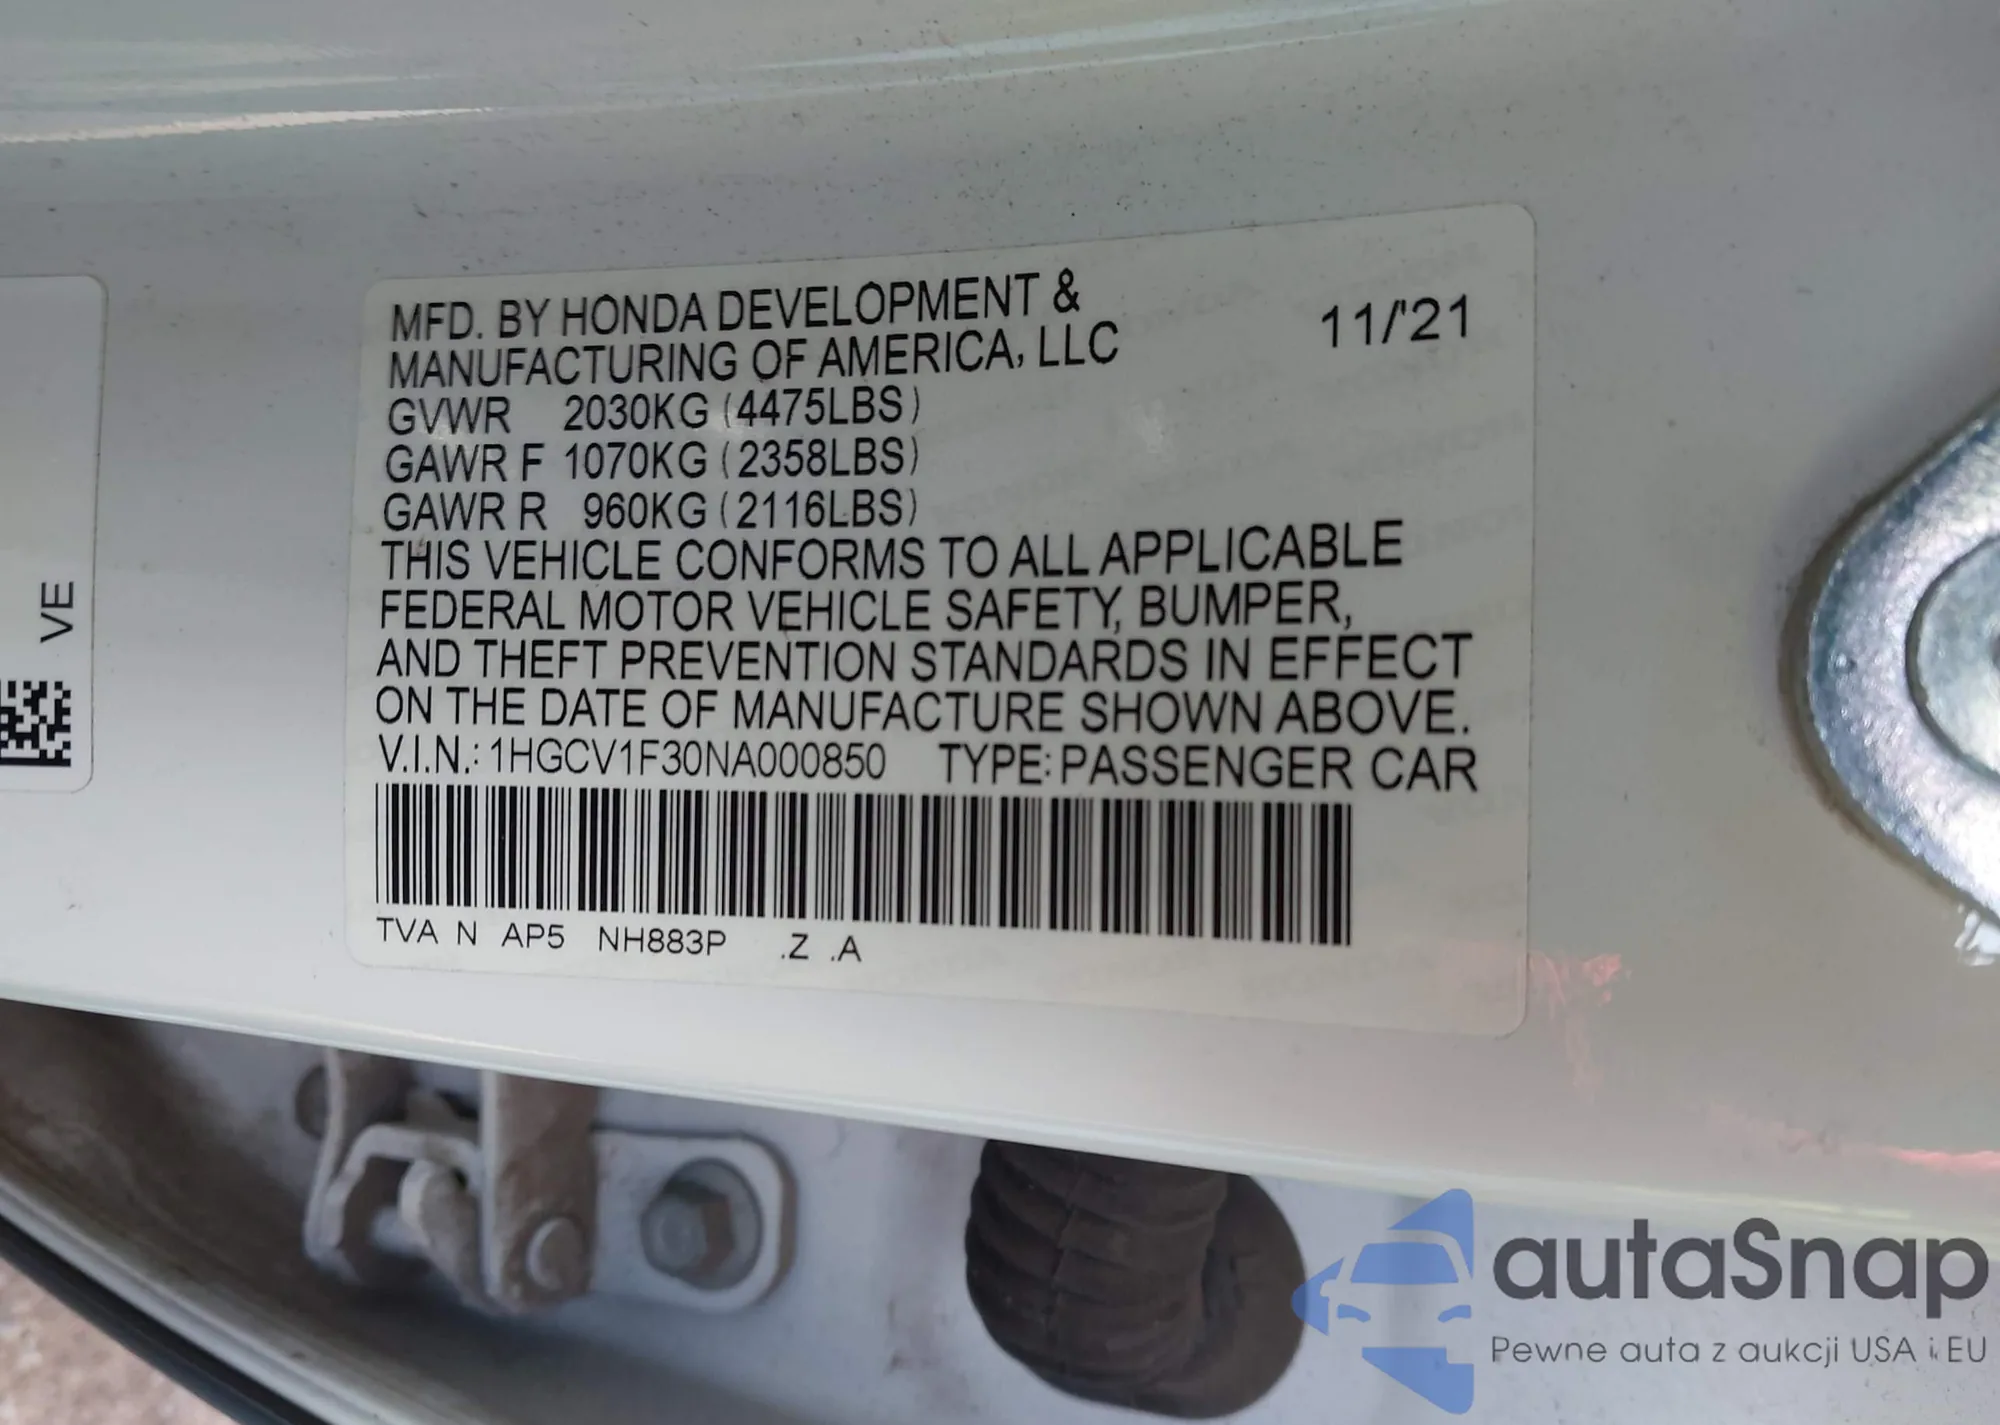 MFD. BY HONDA DEVELOPMENT &
MANUFACTURING OF AMERICA, LLC
11/'21
GVWR 2030KG (4475LBS)
GAWR F 1070KG (2358LBS)
GAWR R 960KG (2116LBS)
THIS VEHICLE CONFORMS TO ALL APPLICABLE
FEDERAL MOTOR VEHICLE SAFETY, BUMPER,
AND THEFT PREVENTION STANDARDS IN EFFECT
ON THE DATE OF MANUFACTURE SHOWN ABOVE.
V.I.N.: 1HGCV1F30NA000850 TYPE: PASSENGER CAR
TVA N AP5 NH883P .Z .A
VE
autaSnap
Pewne auta z aukcji USA i EU